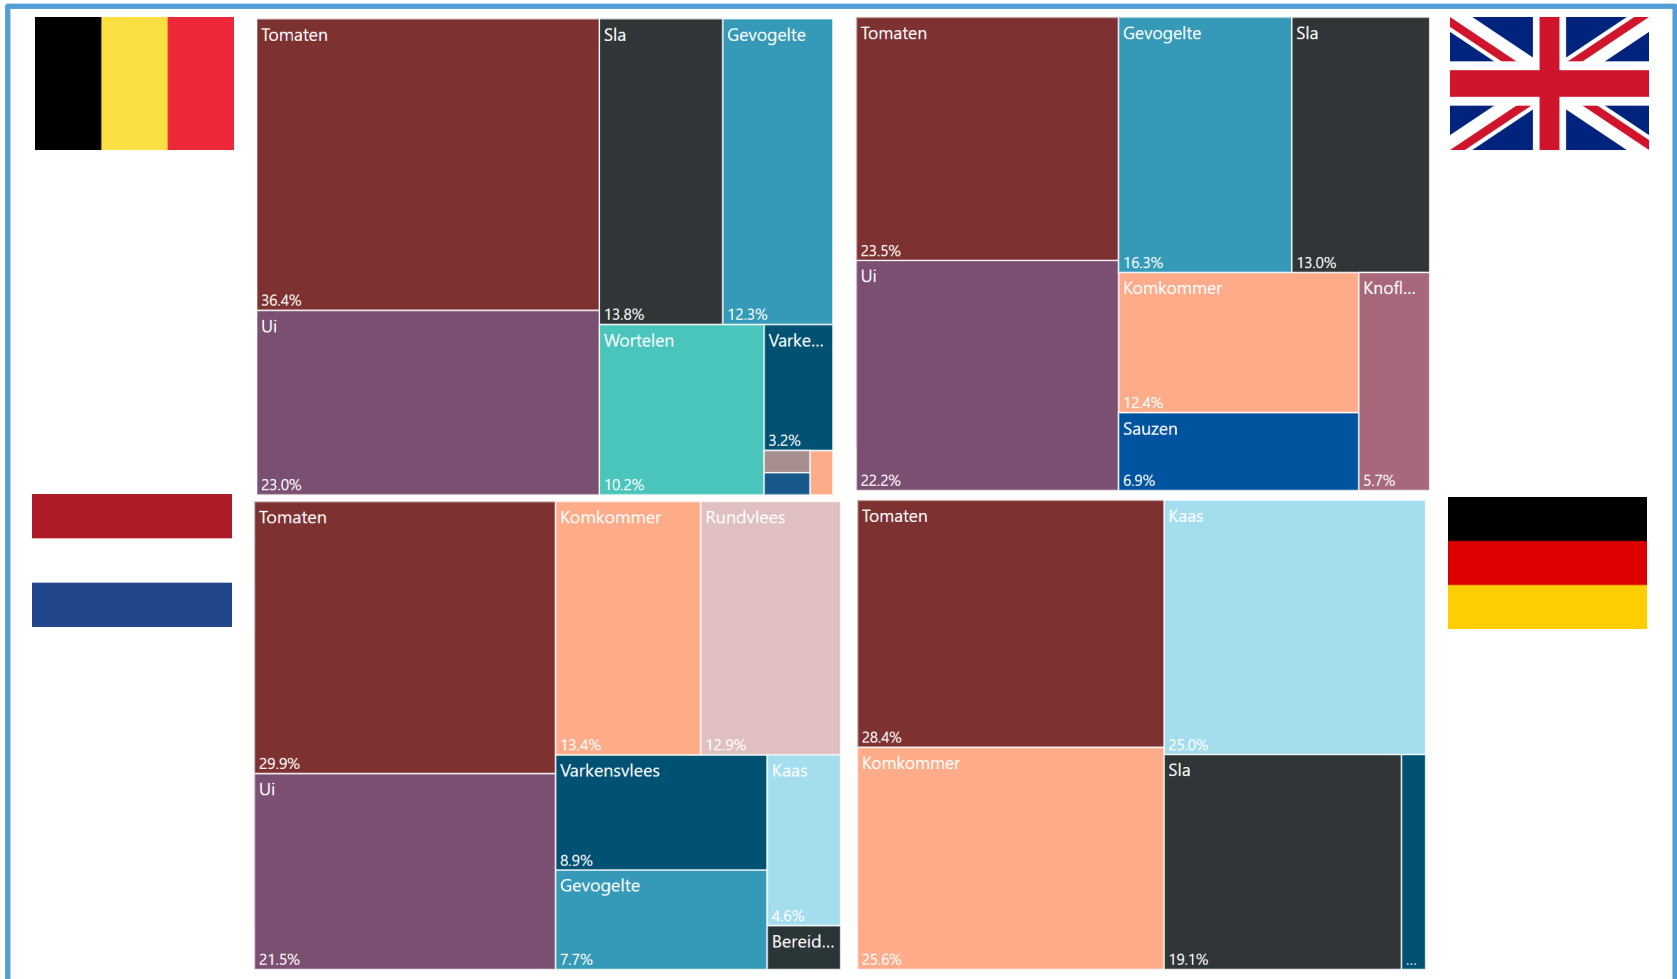 Tomaten
36.4%
Ui
23.0%
Sla
13.8%
Gevogelte
12.3%
Wortelen
10.2%
Varke...
3.2%
Tomaten
23.5%
Ui
22.2%
Gevogelte
16.3%
Sla
13.0%
Komkommer
12.4%
Sauzen
6.9%
Knofl...
5.7%
Tomaten
29.9%
Ui
21.5%
Komkommer
13.4%
Rundvlees
12.9%
Varkensvlees
8.9%
Gevogelte
7.7%
Kaas
4.6%
Bereid...
Tomaten
28.4%
Komkommer
25.6%
Kaas
25.0%
Sla
19.1%
...